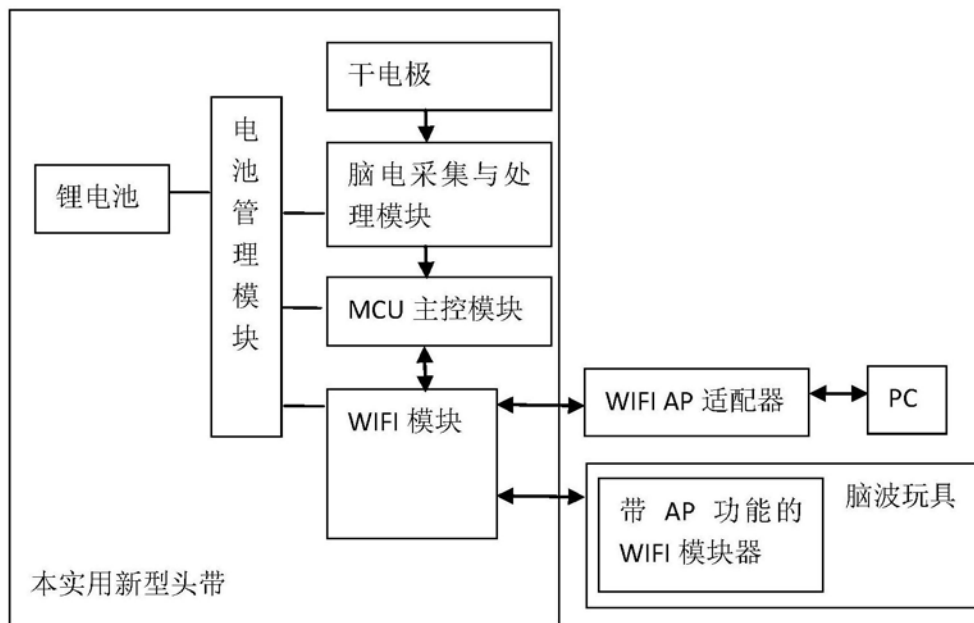 干电极
脑电采集与处
理模块
电
池
管
理
模
块
锂电池
MCU 主控模块
WIFI 模块
WIFI AP 适配器
PC
带 AP 功能的
WIFI 模块器
脑波玩具
本实用新型头带